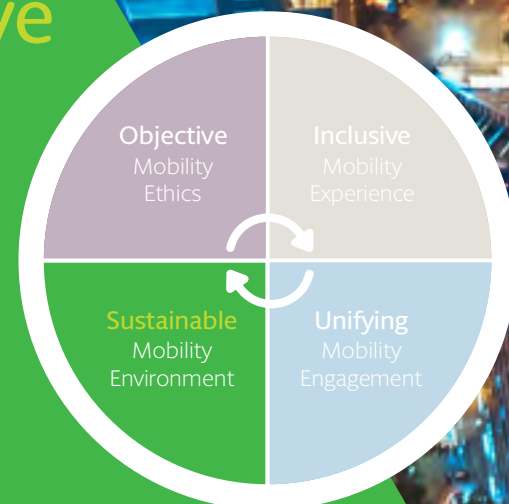 Objective
Mobility
Ethics
Inclusive
Mobility
Experience
Sustainable
Mobility
Environment
Unifying
Mobility
Engagement